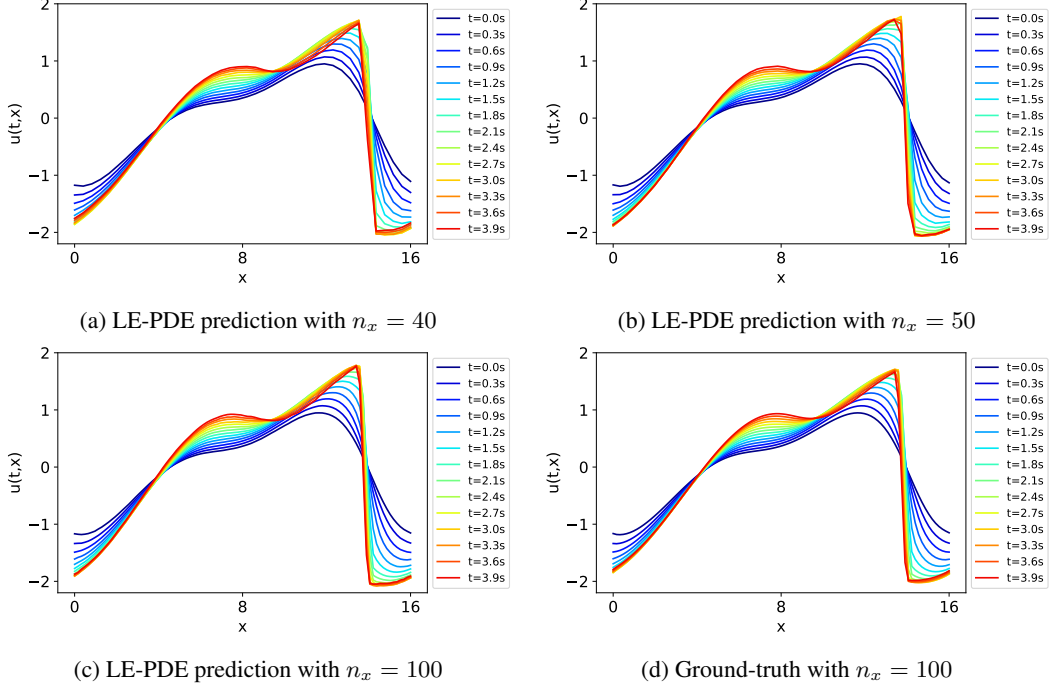 2
1
0
−1
−2
u(t,x)
0
8
16
x
t=0.0s
t=0.3s
t=0.6s
t=0.9s
t=1.2s
t=1.5s
t=1.8s
t=2.1s
t=2.4s
t=2.7s
t=3.0s
t=3.3s
t=3.6s
t=3.9s
(a) LE-PDE prediction with nₓ = 40
2
1
0
−1
−2
u(t,x)
0
8
16
x
t=0.0s
t=0.3s
t=0.6s
t=0.9s
t=1.2s
t=1.5s
t=1.8s
t=2.1s
t=2.4s
t=2.7s
t=3.0s
t=3.3s
t=3.6s
t=3.9s
(b) LE-PDE prediction with nₓ = 50
2
1
0
−1
−2
u(t,x)
0
8
16
x
t=0.0s
t=0.3s
t=0.6s
t=0.9s
t=1.2s
t=1.5s
t=1.8s
t=2.1s
t=2.4s
t=2.7s
t=3.0s
t=3.3s
t=3.6s
t=3.9s
(c) LE-PDE prediction with nₓ = 100
2
1
0
−1
−2
u(t,x)
0
8
16
x
t=0.0s
t=0.3s
t=0.6s
t=0.9s
t=1.2s
t=1.5s
t=1.8s
t=2.1s
t=2.4s
t=2.7s
t=3.0s
t=3.3s
t=3.6s
t=3.9s
(d) Ground-truth with nₓ = 100